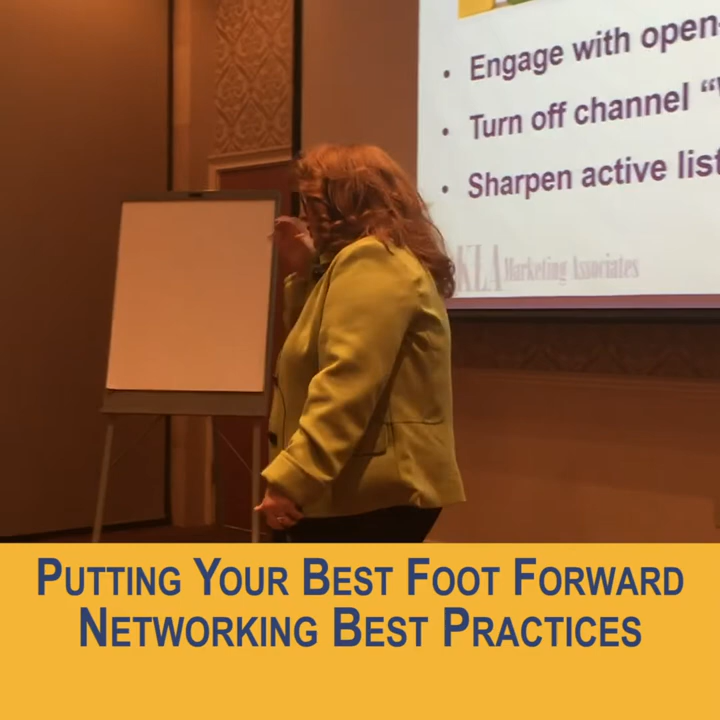 • Engage with open-
• Turn off channel "
• Sharpen active list
KLA Marketing Associates
PUTTING YOUR BEST FOOT FORWARD
NETWORKING BEST PRACTICES